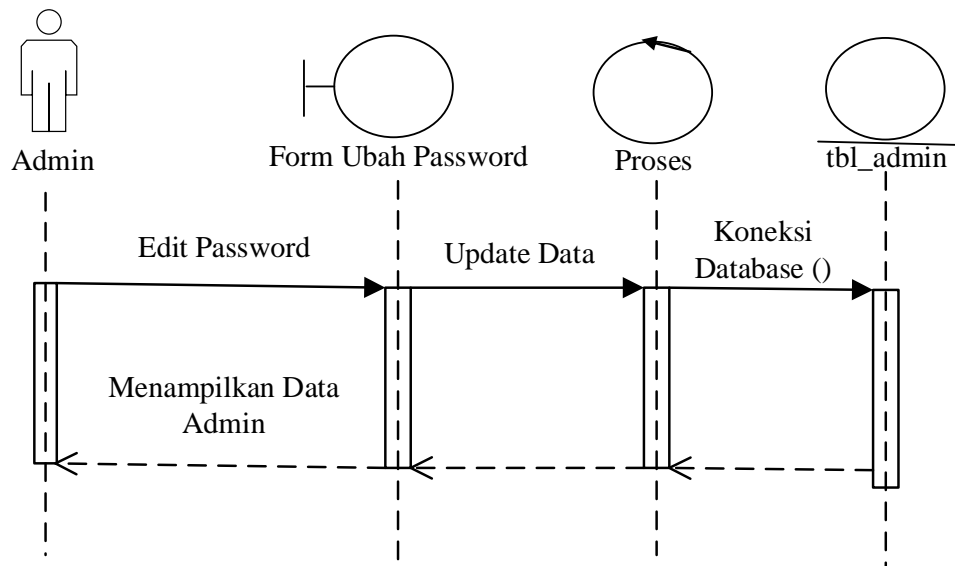 Admin
Form Ubah Password
Proses
tbl_admin
Edit Password
Update Data
Koneksi
Database ()
Menampilkan Data
Admin